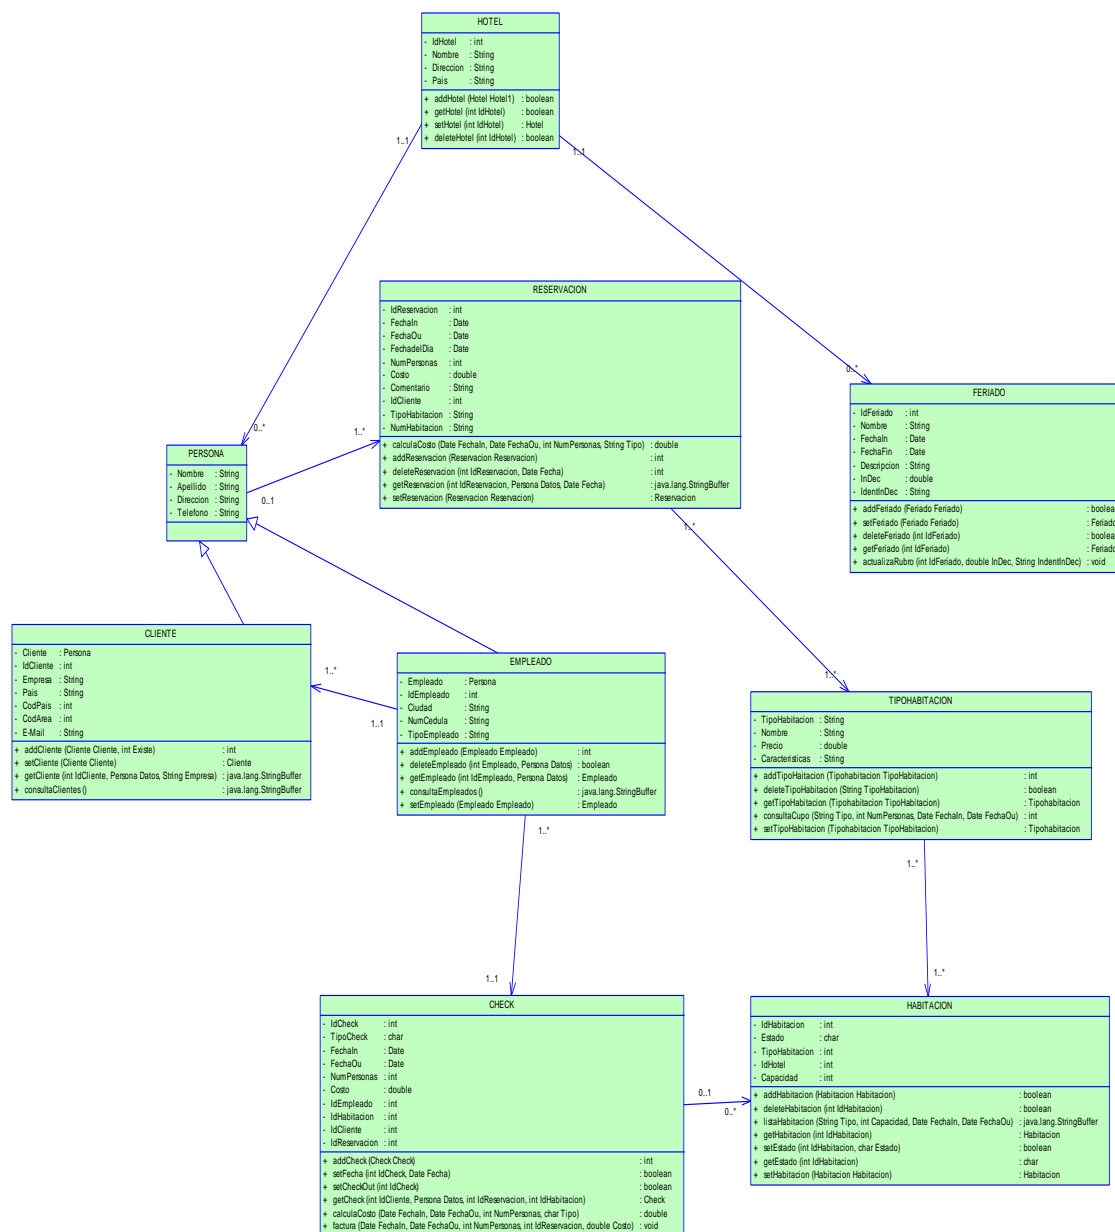 HOTEL
- IdHotel : int
- Nombre : String
- Direccion : String
- Pais : String
+ addHotel (Hotel Hotel1) : boolean
+ getHotel (int IdHotel) : boolean
+ setHotel (int IdHotel) : Hotel
+ deleteHotel (int IdHotel) : boolean
1..1
1..1
RESERVACION
- IdReservacion : int
- FechaIn : Date
- FechaOu : Date
- FechadelDia : Date
- NumPersonas : int
- Costo : double
- Comentario : String
- IdCliente : int
- TipoHabitacion : String
- NumHabitacion : String
+ calculaCosto (Date FechaIn, Date FechaOu, int NumPersonas, String Tipo) : double
+ addReservacion (Reservacion Reservacion) : int
+ deleteReservacion (int IdReservacion, Date Fecha) : int
+ getReservacion (int IdReservacion, Persona Datos, Date Fecha) : java.lang.StringBuffer
+ setReservacion (Reservacion Reservacion) : Reservacion
0..*
FERIADO
- IdFeriado : int
- Nombre : String
- FechaIn : Date
- FechaFin : Date
- Descripcion : String
- InDec : double
- IdentInDec : String
+ addFeriado (Feriado Feriado) : boolea
+ setFeriado (Feriado Feriado) : Feriado
+ deleteFeriado (int IdFeriado) : boolea
+ getFeriado (int IdFeriado) : Feriado
+ actualizaRubro (int IdFeriado, double InDec, String IndentInDec) : void
0..*
1..*
PERSONA
- Nombre : String
- Apellido : String
- Direccion : String
- Telefono : String
0..1
1..*
CLIENTE
- Cliente : Persona
- IdCliente : int
- Empresa : String
- Pais : String
- CodPais : int
- CodArea : int
- E-Mail : String
+ addCliente (Cliente Cliente, int Existe) : int
+ setCliente (Cliente Cliente) : Cliente
+ getCliente (int IdCliente, Persona Datos, String Empresa) : java.lang.StringBuffer
+ consultaClientes () : java.lang.StringBuffer
1..*
1..1
EMPLEADO
- Empleado : Persona
- IdEmpleado : int
- Ciudad : String
- NumCedula : String
- TipoEmpleado : String
+ addEmpleado (Empleado Empleado) : int
+ deleteEmpleado (int Empleado, Persona Datos) : boolean
+ getEmpleado (int IdEmpleado, Persona Datos) : Empleado
+ consultaEmpleados () : java.lang.StringBuffer
+ setEmpleado (Empleado Empleado) : Empleado
1..*
1..*
TIPOHABITACION
- TipoHabitacion : String
- Nombre : String
- Precio : double
- Caracteristicas : String
+ addTipoHaitacion (Tipohabitacion TipoHabitacion) : int
+ deleteTipoHabitacion (String TipoHabitacion) : boolean
+ getTipoHabitacion (Tipohabitacion TipoHabitacion) : Tipohabitacion
+ consultaCupo (String Tipo, int NumPersonas, Date FechaIn, Date FechaOu) : int
+ setTipoHabitacion (Tipohabitacion TipoHabitacion) : Tipohabitacion
1..*
1..1
1..*
CHECK
- IdCheck : int
- TipoCheck : char
- FechaIn : Date
- FechaOu : Date
- NumPersonas : int
- Costo : double
- IdEmpleado : int
- IdHabitacion : int
- IdCliente : int
- IdReservacion : int
+ addCheck (Check Check) : int
+ setFecha (int IdCheck, Date Fecha) : boolean
+ setCheckOut (int IdCheck) : boolean
+ getCheck (int IdCliente, Persona Datos, int IdReservacion, int IdHabitacion) : Check
+ calculaCosto (Date FechaIn, Date FechaOu, int NumPersonas, char Tipo) : double
+ factura (Date FechaIn, Date FechaOu, int NumPersonas, int IdReservacion, double Costo) : void
0..1
0..*
HABITACION
- IdHabitacion : int
- Estado : char
- TipoHabitacion : int
- IdHotel : int
- Capacidad : int
+ addHabitacion (Habitacion Habitacion) : boolean
+ deleteHabitacion (int IdHabitacion) : boolean
+ listaHabitacion (String Tipo, int Capacidad, Date FechaIn, Date FechaOu) : java.lang.StringBuffer
+ getHabitacion (int IdHabitacion) : Habitacion
+ setEstado (int IdHabitacion, char Estado) : boolean
+ getEstado (int IdHabitacion) : char
+ setHabitacion (Habitacion Habitacion) : Habitacion